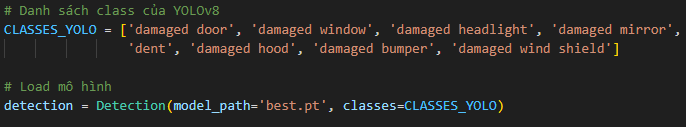 # Danh sách class của YOLOv8
CLASSES_YOLO = ['damaged door', 'damaged window', 'damaged headlight', 'damaged mirror',
'dent', 'damaged hood', 'damaged bumper', 'damaged wind shield']
# Load mô hình
detection = Detection(model_path='best.pt', classes=CLASSES_YOLO)